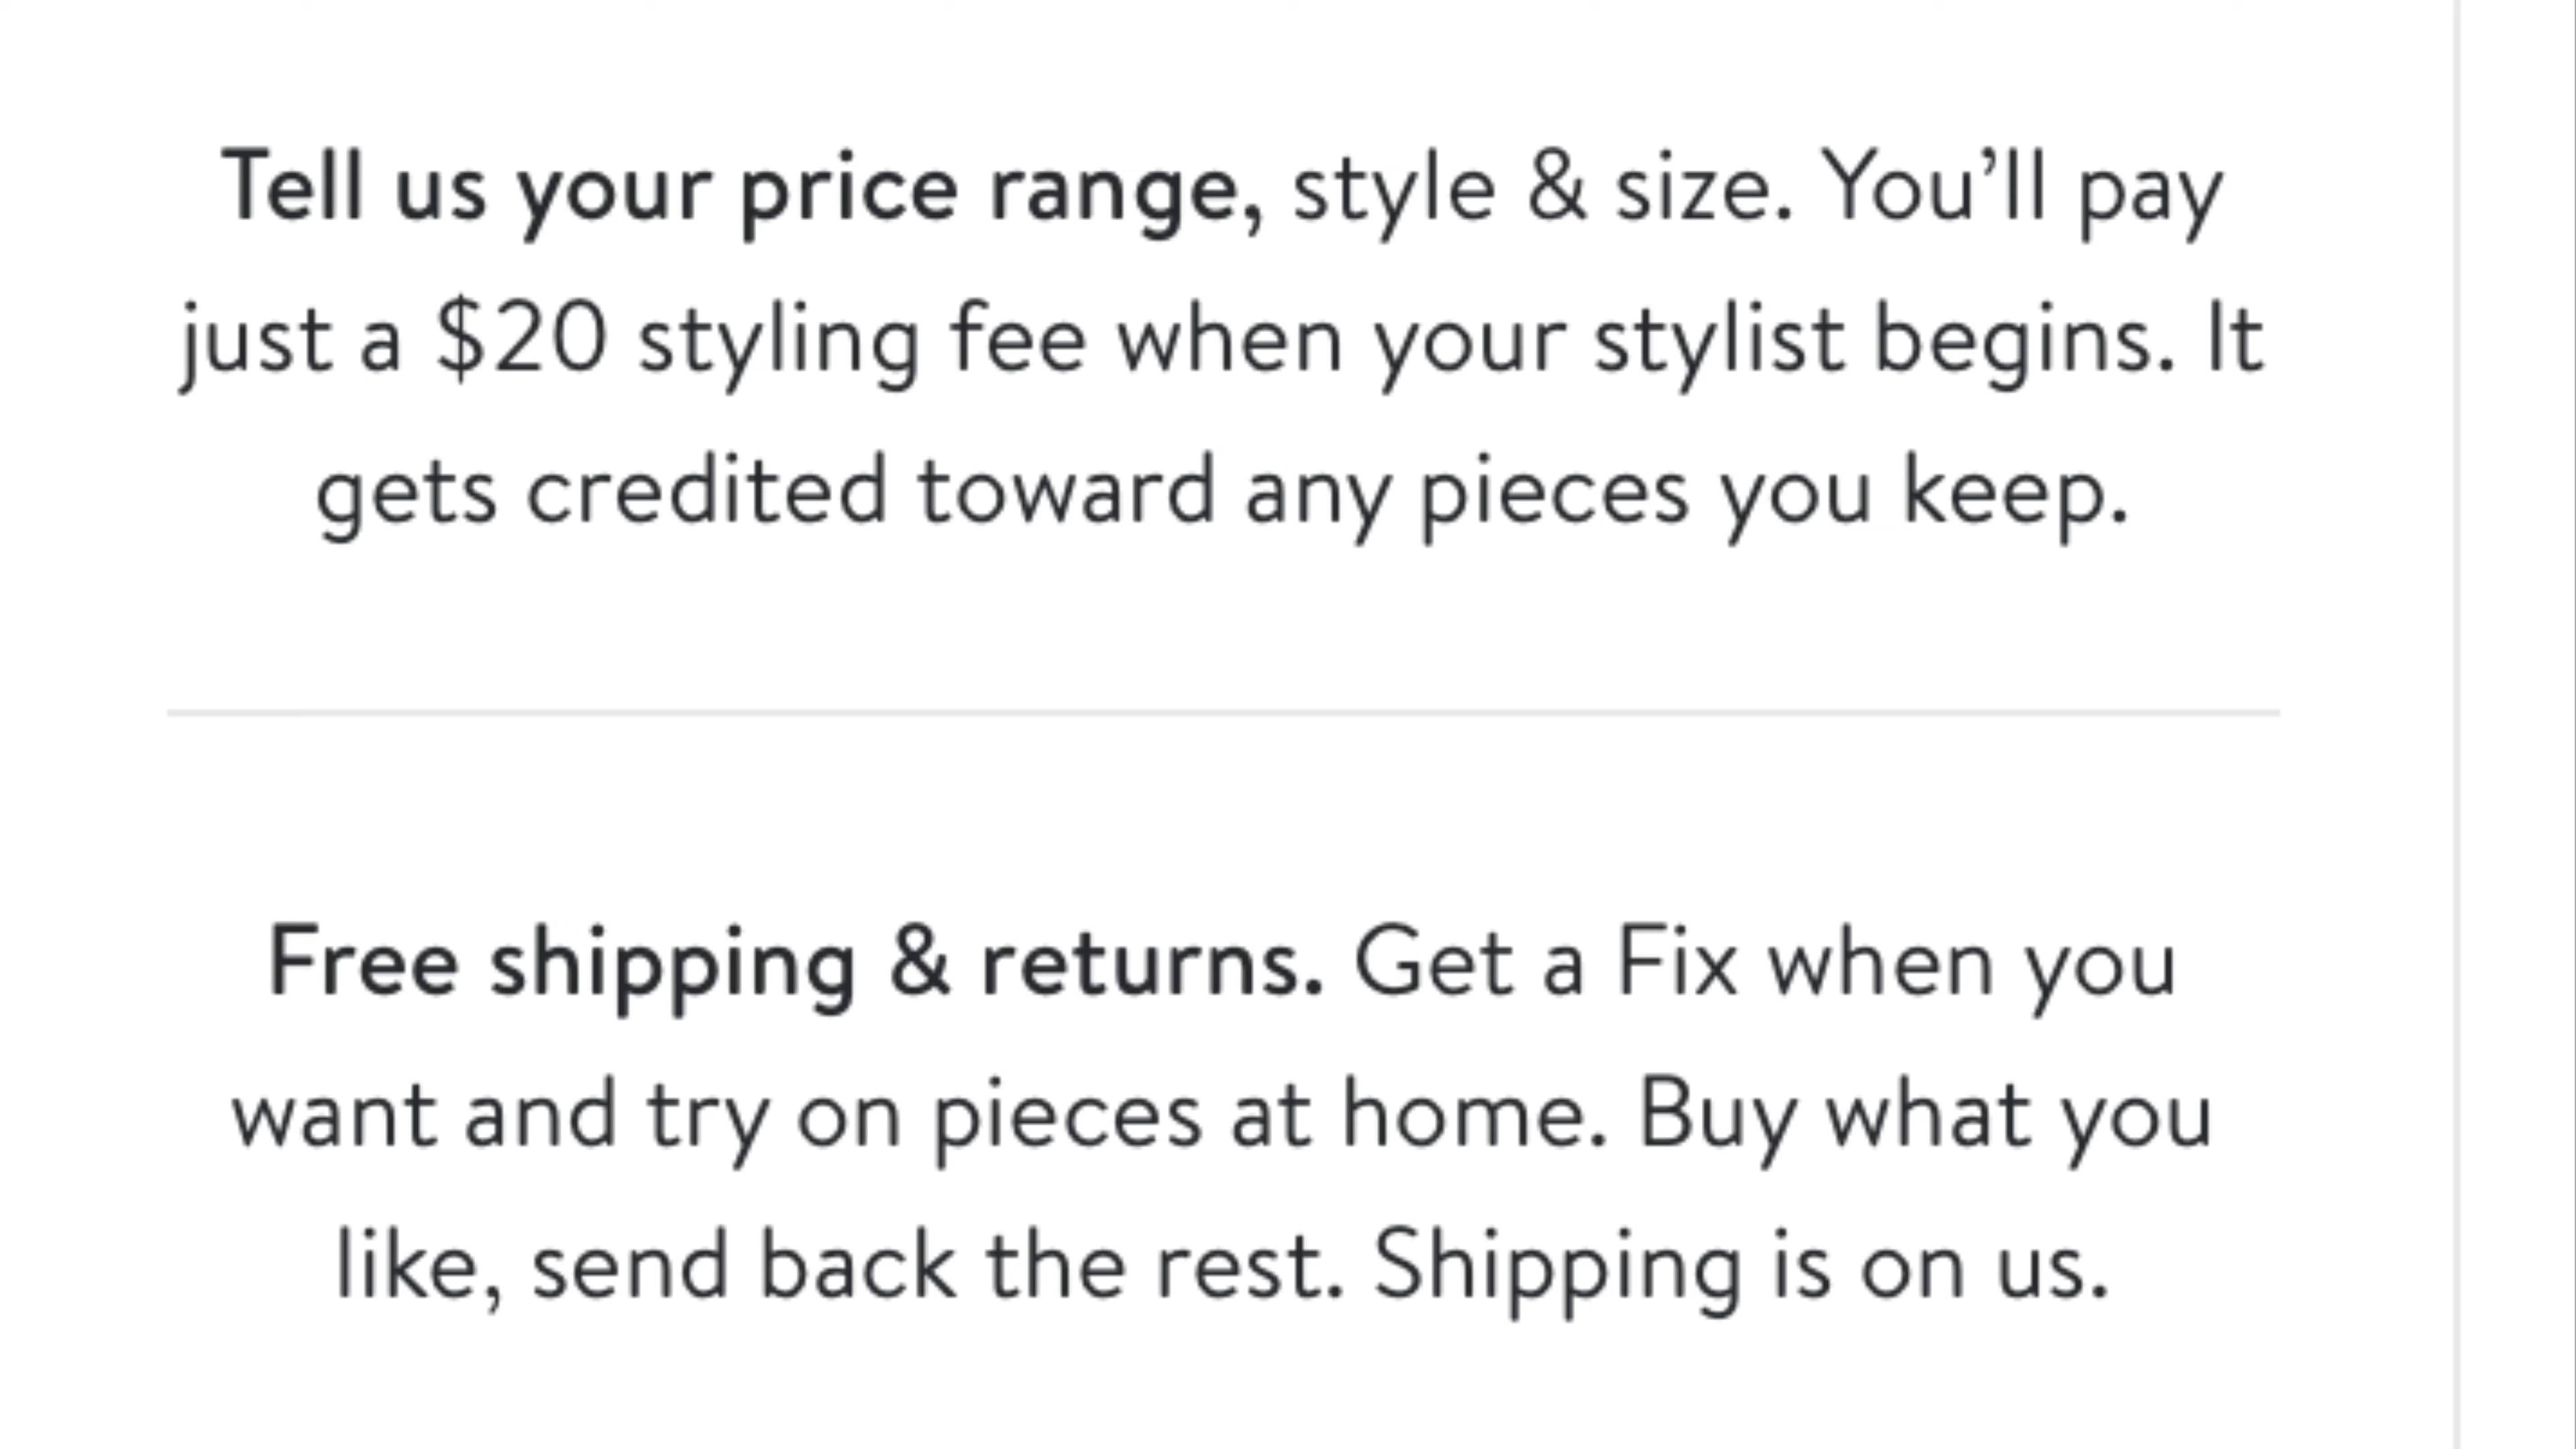 Tell us your price range, style & size. You’ll pay
just a $20 styling fee when your stylist begins. It
gets credited toward any pieces you keep.
Free shipping & returns. Get a Fix when you
want and try on pieces at home. Buy what you
like, send back the rest. Shipping is on us.